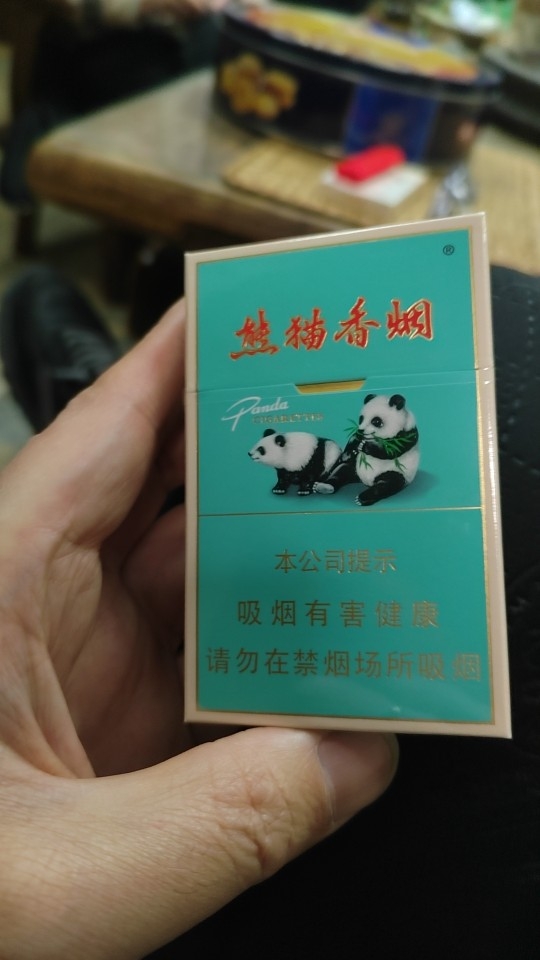 ®
熊猫香烟
Panda
本公司提示
吸烟有害健康
请勿在禁烟场所吸烟